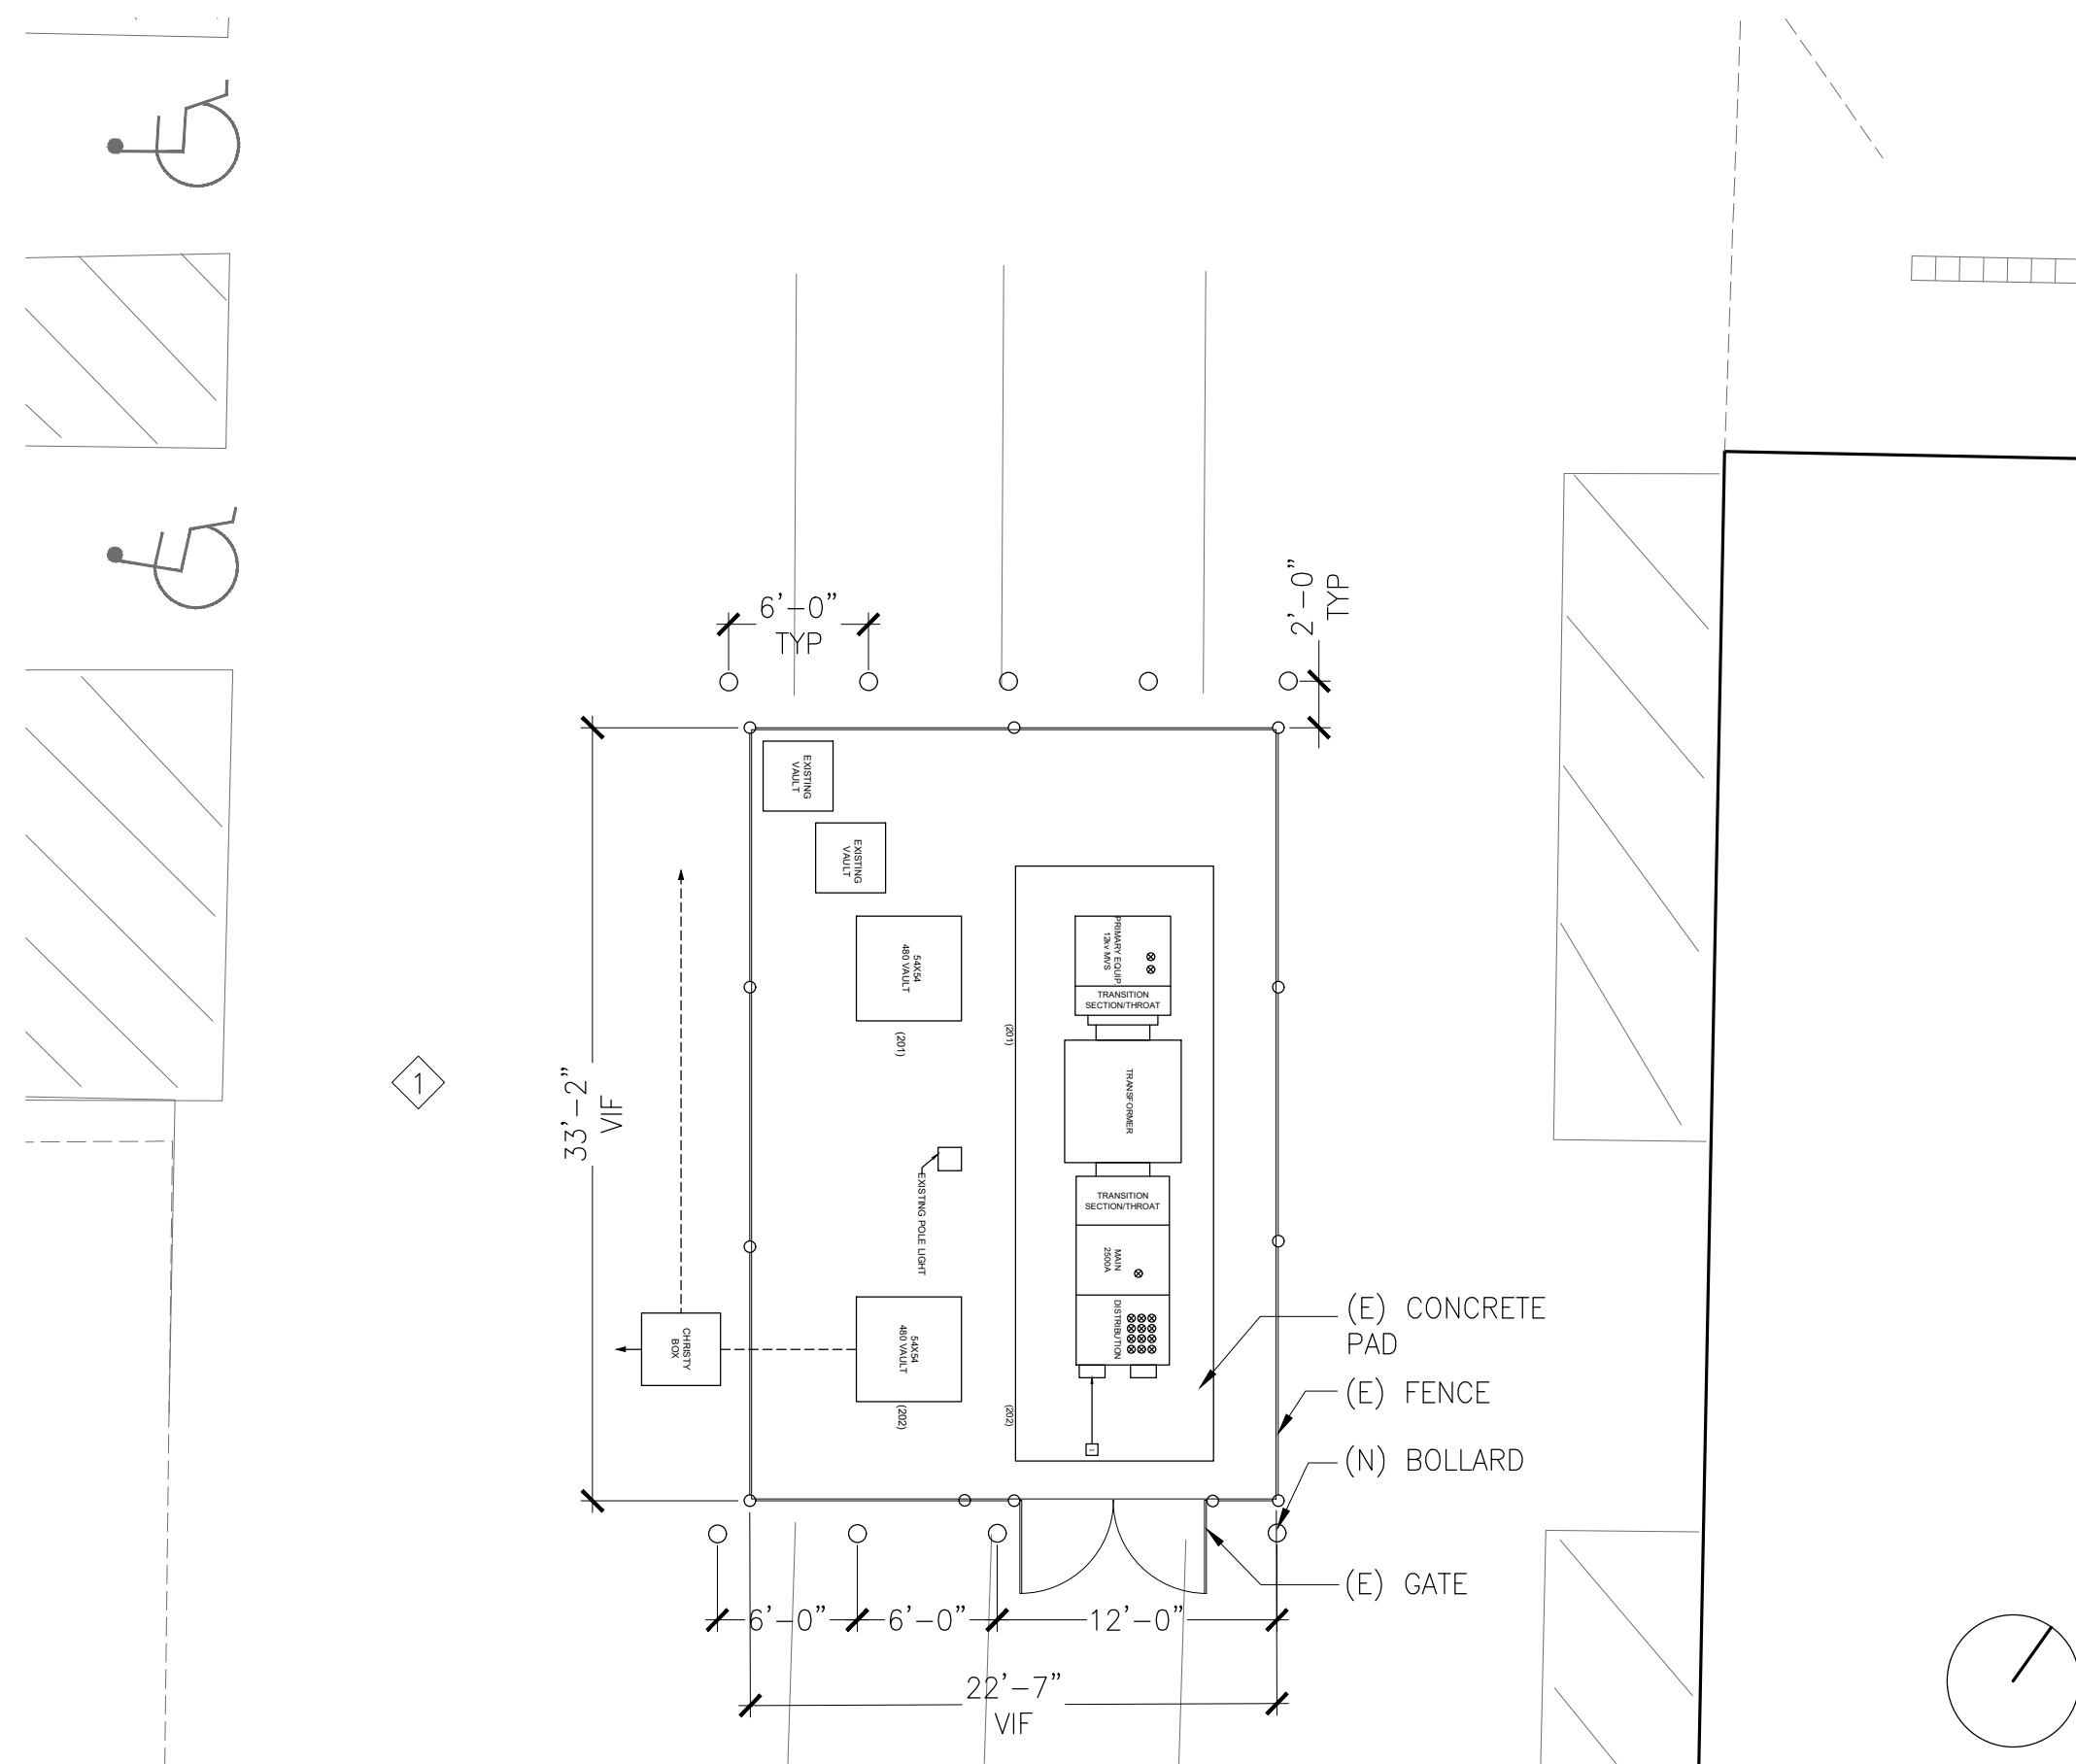 6'-0"
TYP
2'-0"
TYP
EXISTING
VAULT
EXISTING
VAULT
54X54
480 VAULT
(201)
(201)
PRIMARY EQUIP.
12kv MVS
TRANSITION
SECTION/THROAT
TRANSFORMER
33'-2"
VIF
1
EXISTING POLE LIGHT
TRANSITION
SECTION/THROAT
MAIN
2500A
DISTRIBUTION
CHRISTY
BOX
54X54
480 VAULT
(202)
(202)
(E) CONCRETE
PAD
(E) FENCE
(N) BOLLARD
(E) GATE
6'-0"
6'-0"
12'-0"
22'-7"
VIF